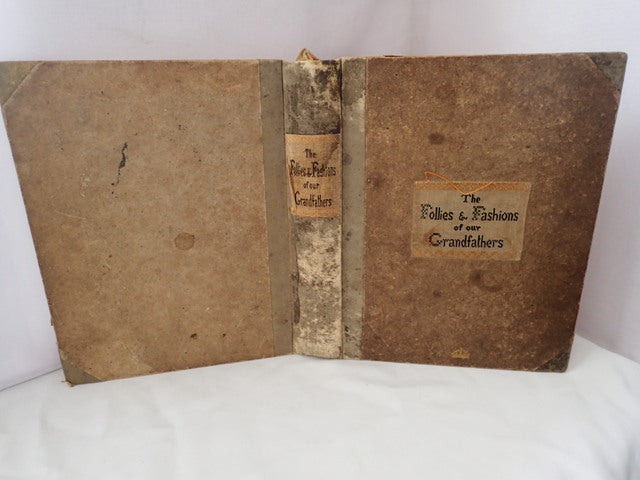 The
Follies & Fashions
of our
Grandfathers
The
Follies & Fashions
of our
Grandfathers